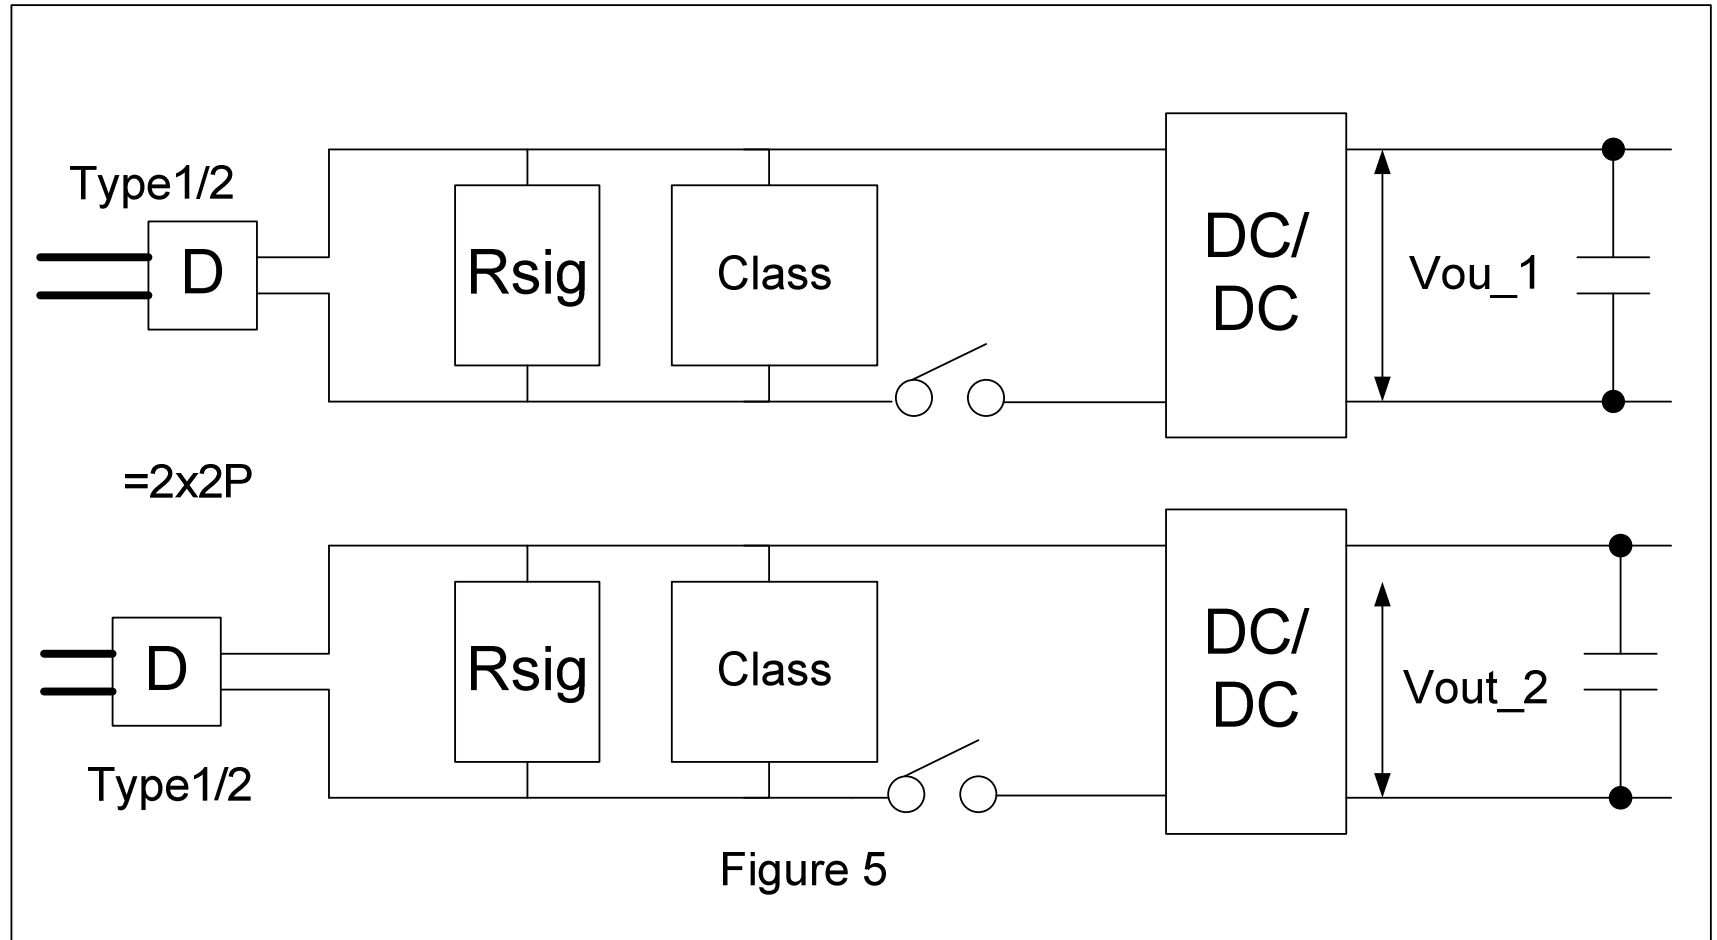 Type1/2
D
Rsig
Class
DC/
DC
Vou_1
=2x2P
D
Rsig
Class
DC/
DC
Vout_2
Type1/2
Figure 5